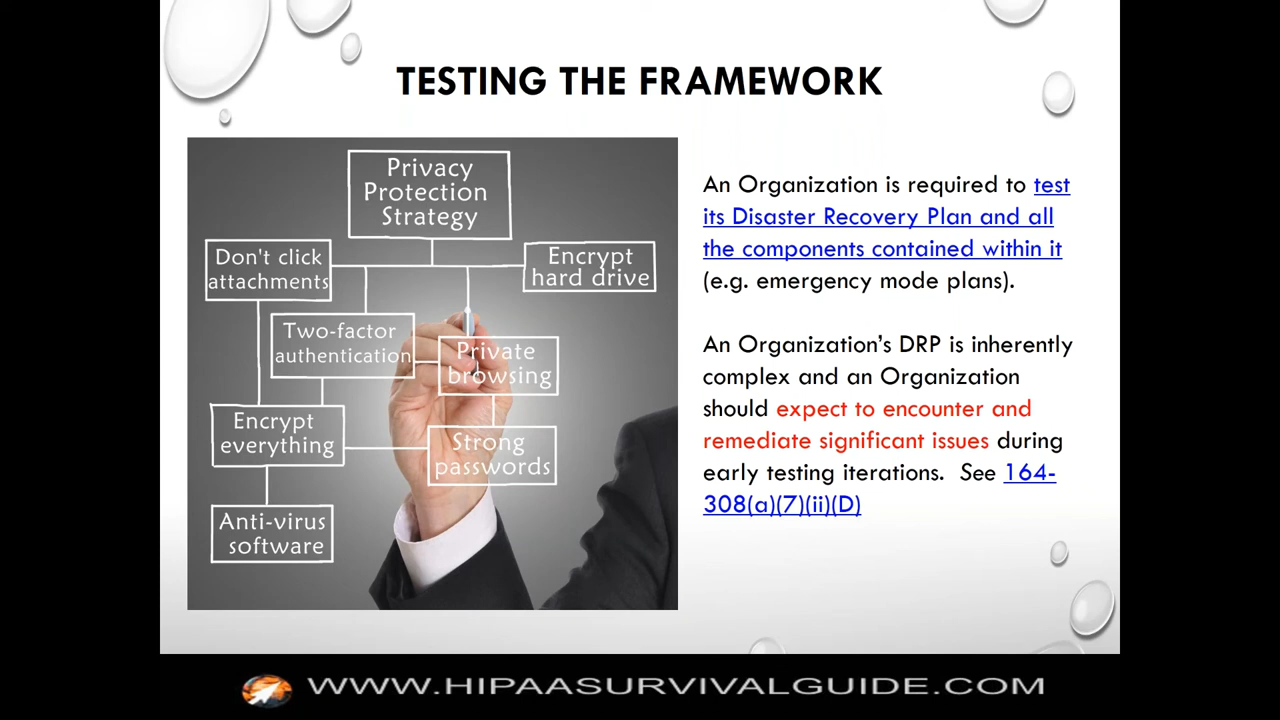 TESTING THE FRAMEWORK
Privacy
Protection
Strategy
Don't click
attachments
Encrypt
hard drive
Two-factor
authentication
Private
browsing
Encrypt
everything
Strong
passwords
Anti-virus
software
An Organization is required to test
its Disaster Recovery Plan and all
the components contained within it
(e.g. emergency mode plans).
An Organization’s DRP is inherently
complex and an Organization
should expect to encounter and
remediate significant issues during
early testing iterations.  See 164-
308(a)(7)(ii)(D)
WWW.HIPAASURVIVALGUIDE.COM